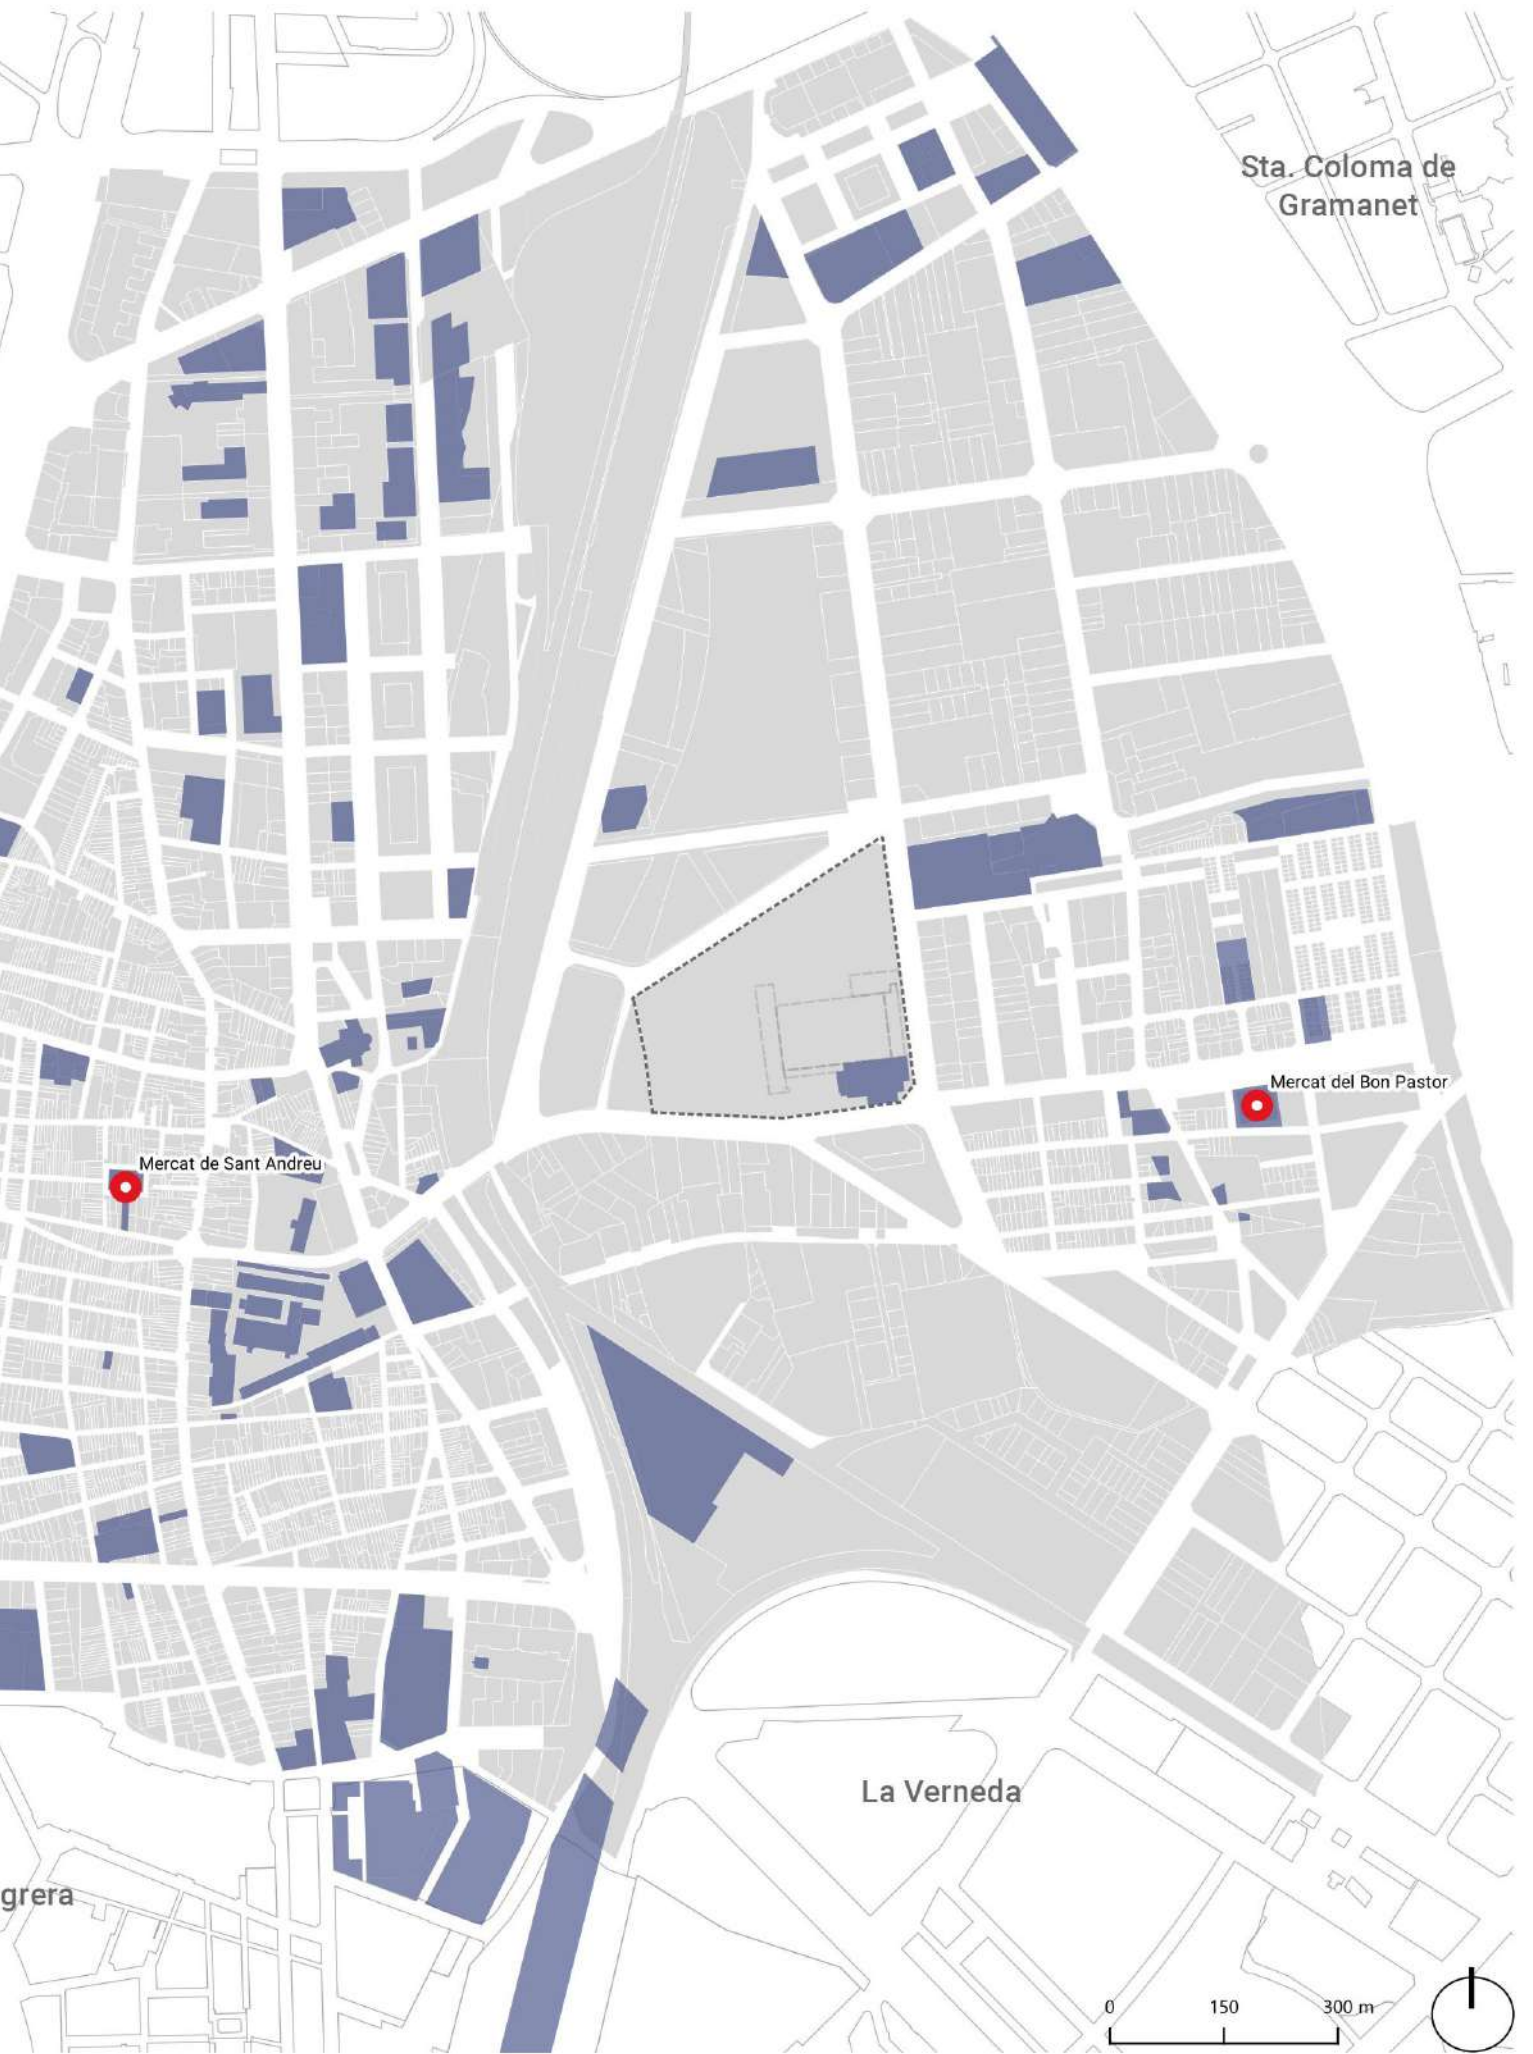 Sta. Coloma de
Gramanet
Mercat del Bon Pastor
Mercat de Sant Andreu
La Verneda
grera
0 150 300 m